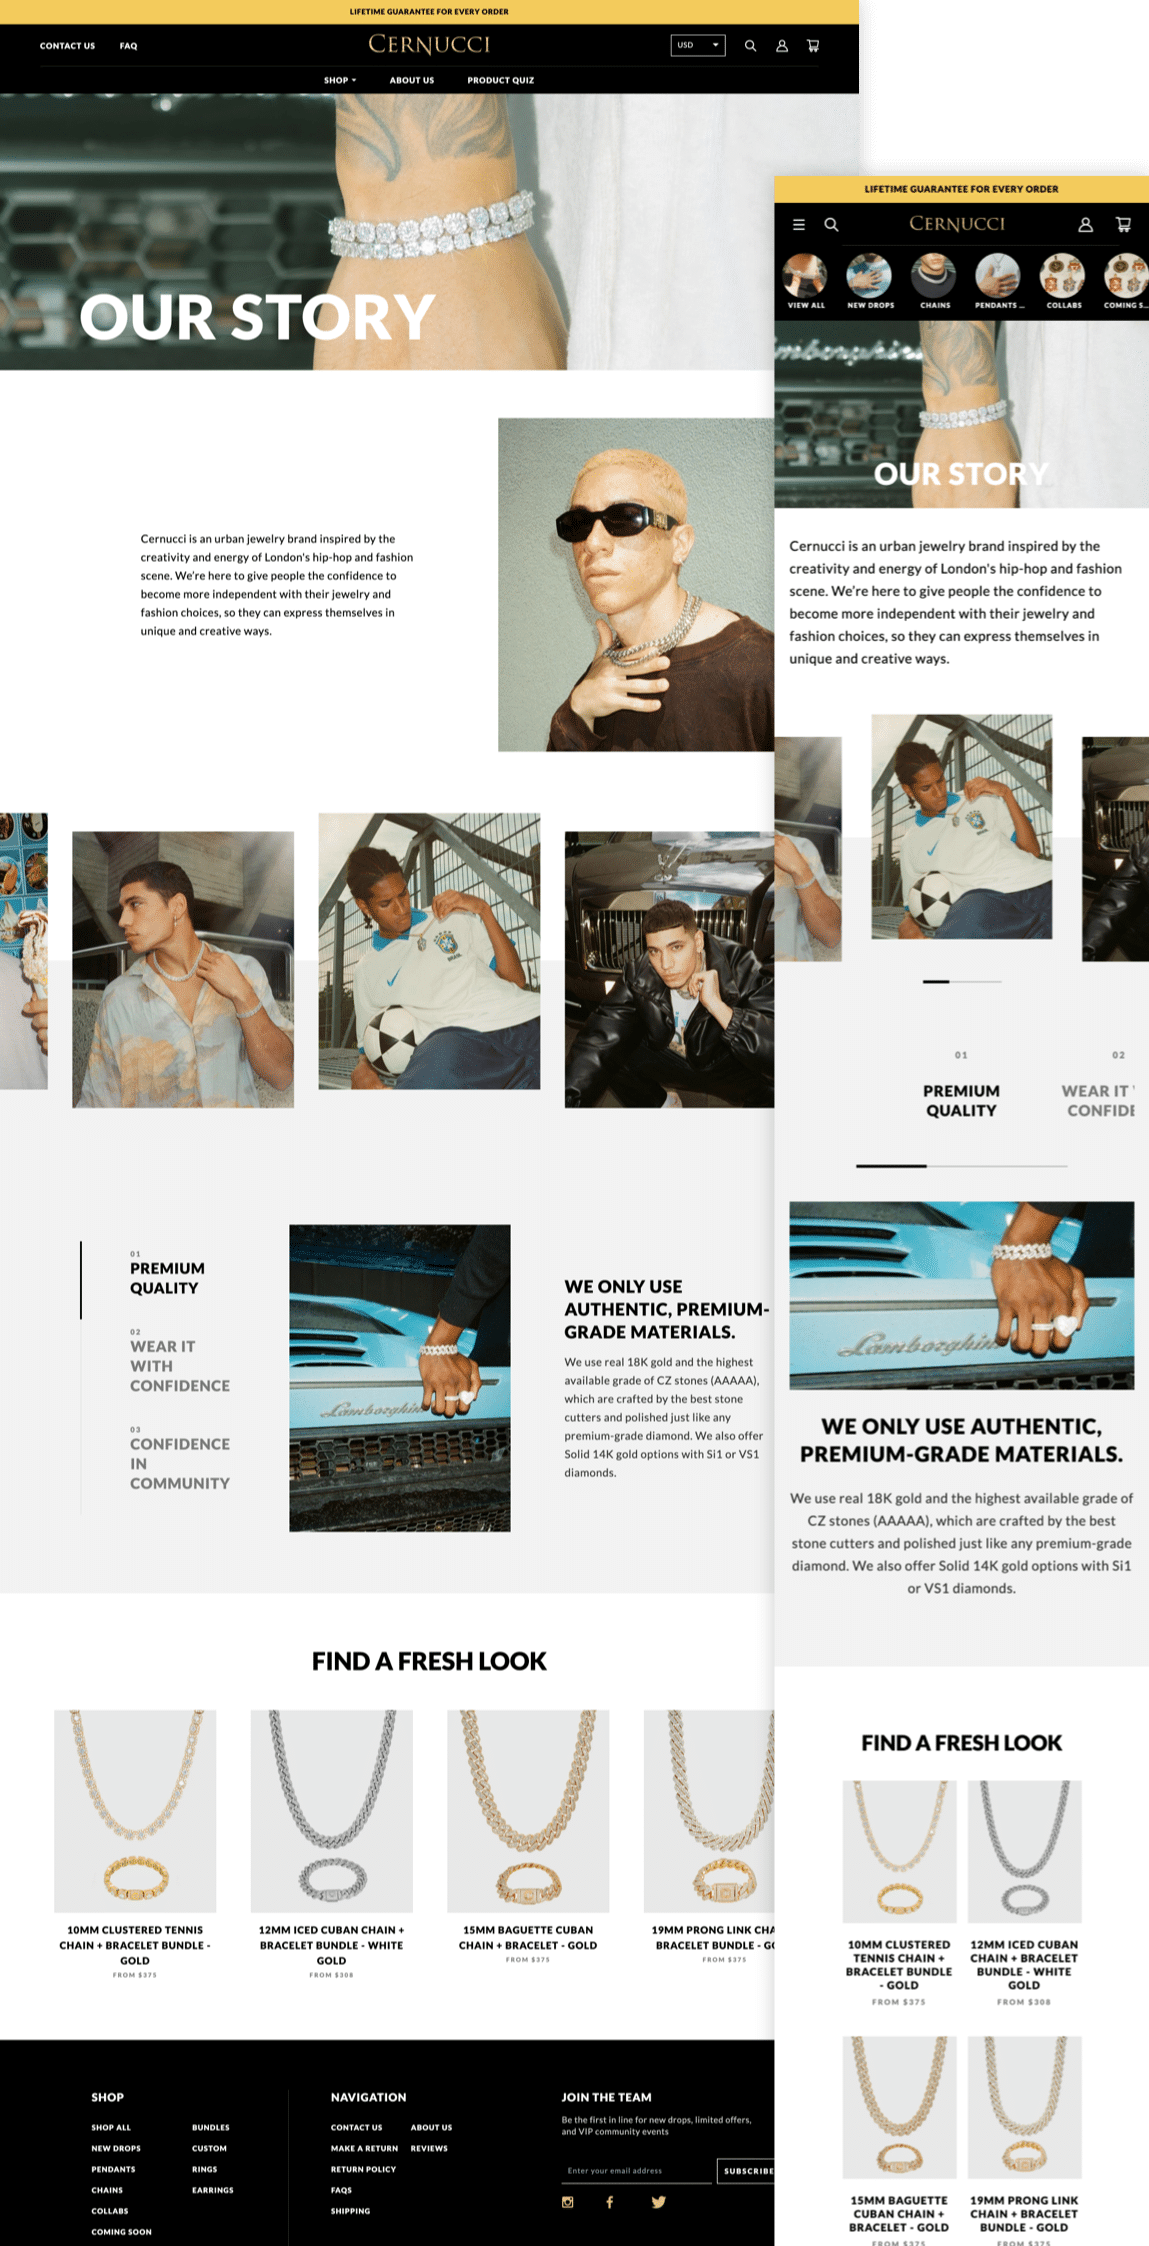 LIFETIME GUARANTEE FOR EVERY ORDER
CONTACT US
FAQ
CERNUCCI
USD
SHOP
ABOUT US
PRODUCT QUIZ
OUR STORY
Cernucci is an urban jewelry brand inspired by the
creativity and energy of London's hip-hop and fashion
scene. We're here to give people the confidence to
become more independent with their jewelry and
fashion choices, so they can express themselves in
unique and creative ways.
BRASIL
01
PREMIUM
QUALITY
02
WEAR IT
WITH
CONFIDENCE
03
CONFIDENCE
IN
COMMUNITY
Lamborghin
WE ONLY USE
AUTHENTIC, PREMIUM-
GRADE MATERIALS.
We use real 18K gold and the highest
available grade of CZ stones (AAAAA),
which are crafted by the best stone
cutters and polished just like any
premium-grade diamond. We also offer
Solid 14K gold options with Si1 or VS1
diamonds.
FIND A FRESH LOOK
10MM CLUSTERED TENNIS
CHAIN + BRACELET BUNDLE -
GOLD
FROM $375
12MM ICED CUBAN CHAIN +
BRACELET BUNDLE - WHITE
GOLD
FROM $308
15MM BAGUETTE CUBAN
CHAIN + BRACELET - GOLD
FROM $375
19MM PRONG LINK CHA
BRACELET BUNDLE - GO
FROM $375
SHOP
SHOP ALL
NEW DROPS
PENDANTS
CHAINS
COLLABS
COMING SOON
BUNDLES
CUSTOM
RINGS
EARRINGS
NAVIGATION
CONTACT US
MAKE A RETURN
RETURN POLICY
FAQS
SHIPPING
ABOUT US
REVIEWS
JOIN THE TEAM
Be the first in line for new drops, limited offers,
and VIP community events
Enter your email address
SUBSCRIBE
LIFETIME GUARANTEE FOR EVERY ORDER
CERNUCCI
VIEW ALL
NEW DROPS
CHAINS
PENDANTS ...
COLLABS
COMING S...
OUR STORY
Cernucci is an urban jewelry brand inspired by the
creativity and energy of London's hip-hop and fashion
scene. We're here to give people the confidence to
become more independent with their jewelry and
fashion choices, so they can express themselves in
unique and creative ways.
01
PREMIUM
QUALITY
02
WEAR IT
CONFIDE
Lamborghin
WE ONLY USE AUTHENTIC,
PREMIUM-GRADE MATERIALS.
We use real 18K gold and the highest available grade of
CZ stones (AAAAA), which are crafted by the best
stone cutters and polished just like any premium-grade
diamond. We also offer Solid 14K gold options with Si1
or VS1 diamonds.
FIND A FRESH LOOK
10MM CLUSTERED
TENNIS CHAIN +
BRACELET BUNDLE
- GOLD
FROM $375
12MM ICED CUBAN
CHAIN + BRACELET
BUNDLE - WHITE
GOLD
FROM $308
15MM BAGUETTE
CUBAN CHAIN +
BRACELET - GOLD
FROM $375
19MM PRONG LINK
CHAIN + BRACELET
BUNDLE - GOLD
FROM $375